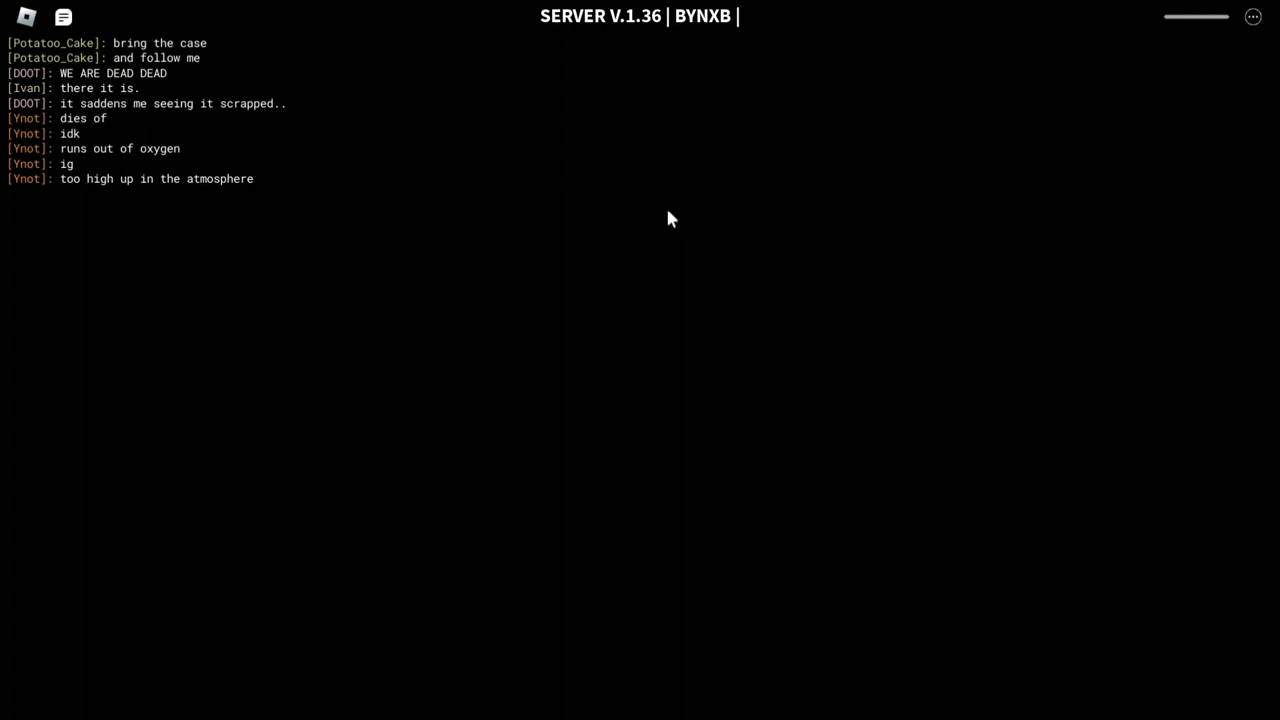 SERVER V.1.36 | BYNXB |
[Potatoo_Cake]: bring the case
[Potatoo_Cake]: and follow me
[DOOT]: WE ARE DEAD DEAD
[Ivan]: there it is.
[DOOT]: it saddens me seeing it scrapped..
[Ynot]: dies of
[Ynot]: idk
[Ynot]: runs out of oxygen
[Ynot]: ig
[Ynot]: too high up in the atmosphere